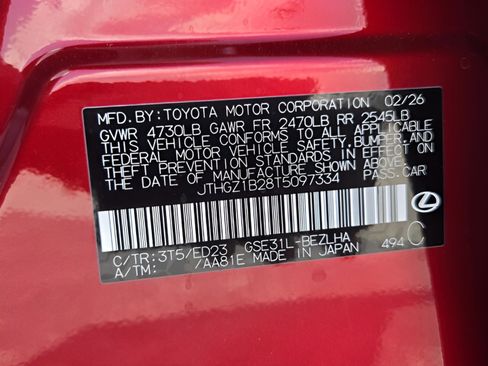 MFD.BY:TOYOTA MOTOR CORPORATION 02/26
GVWR 4730LB GAWR FR 2470LB RR 2545LB
THIS VEHICLE CONFORMS TO ALL APPLICABLE
FEDERAL MOTOR VEHICLE SAFETY,BUMPER,AND
THEFT PREVENTION STANDARDS IN EFFECT ON
THE DATE OF MANUFACTURE SHOWN ABOVE.
JTHGZ1B28T5097334 PASS.CAR
C/TR:3T5/ED23 GSE31L-BEZLHA
A/TM: /AA81E MADE IN JAPAN 494 C